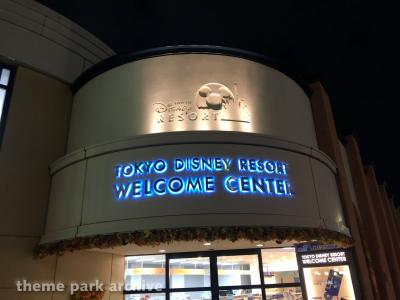 TOKYO
DISNEY
RESORT
TOKYO DISNEY RESORT
WELCOME CENTER
TOKYO DISNEY RESORT
WELCOME CENTER
theme park archive